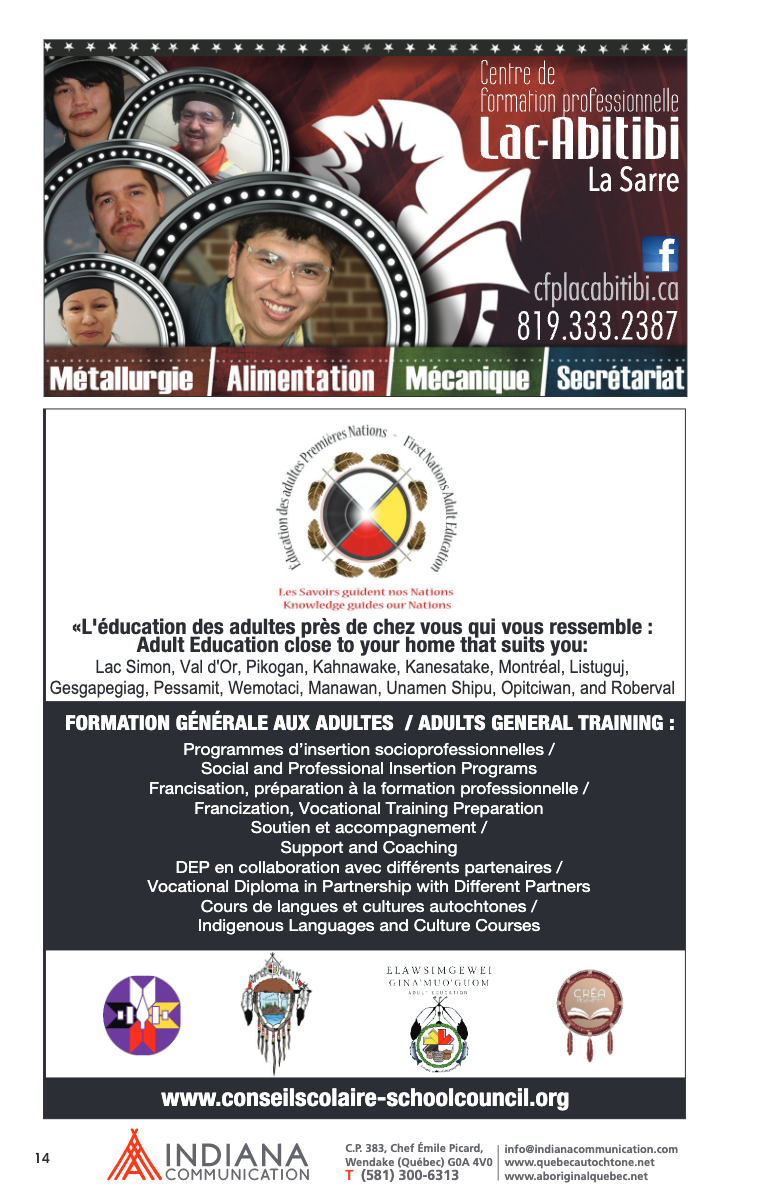 Centre de
formation professionnelle
Lac-Abitibi
La Sarre
f
cfplacabitibi.ca
819.333.2387
Métallurgie / Alimentation / Mécanique / Secrétariat
Éducation des adultes Premières Nations - First Nations Adult Education
Les Savoirs guident nos Nations
Knowledge guides our Nations
«L'éducation des adultes près de chez vous qui vous ressemble :
Adult Education close to your home that suits you:
Lac Simon, Val d'Or, Pikogan, Kahnawake, Kanesatake, Montréal, Listuguj,
Gesgapegiag, Pessamit, Wemotaci, Manawan, Unamen Shipu, Opitciwan, and Roberval
FORMATION GÉNÉRALE AUX ADULTES / ADULTS GENERAL TRAINING :
Programmes d’insertion socioprofessionnelles /
Social and Professional Insertion Programs
Francisation, préparation à la formation professionnelle /
Francization, Vocational Training Preparation
Soutien et accompagnement /
Support and Coaching
DEP en collaboration avec différents partenaires /
Vocational Diploma in Partnership with Different Partners
Cours de langues et cultures autochtones /
Indigenous Languages and Culture Courses
ELAWSIMGEWEI
GINA'MUO'GUOM
ADULT EDUCATION
CRÉA
www.conseilscolaire-schoolcouncil.org
14
INDIANA
COMMUNICATION
C.P. 383, Chef Émile Picard,
Wendake (Québec) G0A 4V0
T (581) 300-6313
info@indianacommunication.com
www.quebecautochtone.net
www.aboriginalquebec.net